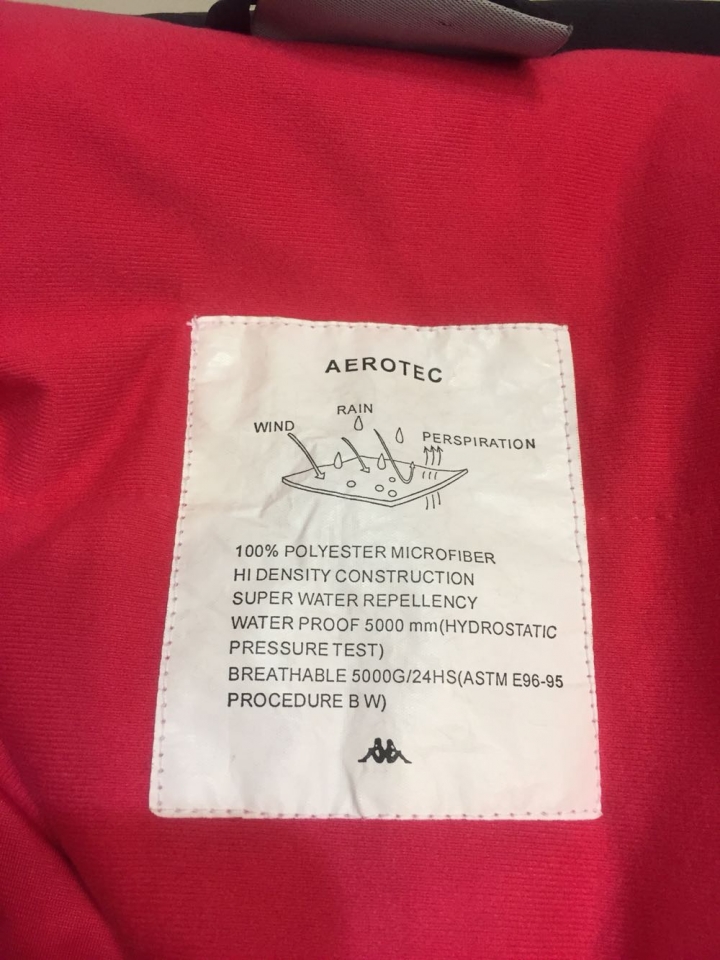 AEROTEC
RAIN
WIND
PERSPIRATION
100% POLYESTER MICROFIBER
HI DENSITY CONSTRUCTION
SUPER WATER REPELLENCY
WATER PROOF 5000 mm(HYDROSTATIC
PRESSURE TEST)
BREATHABLE 5000G/24HS(ASTM E96-95
PROCEDURE B W)